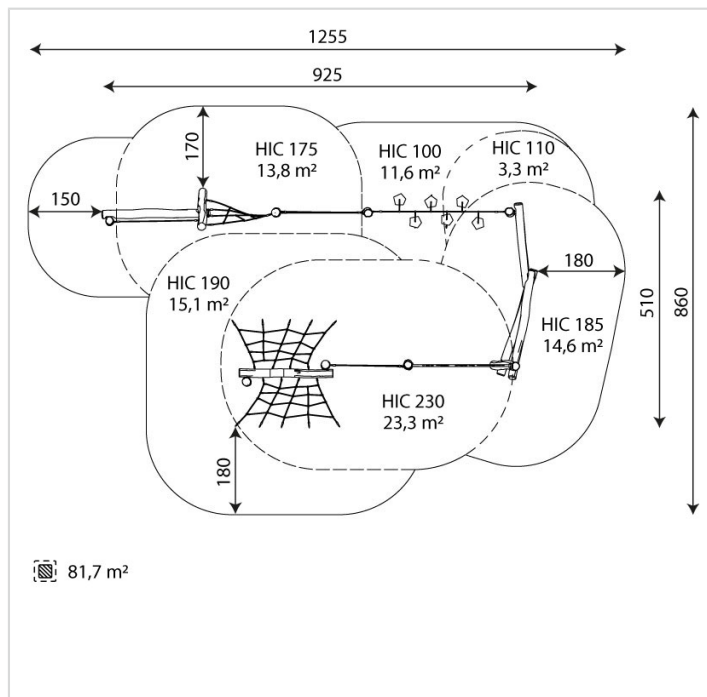 1255
925
170
HIC 175
13,8 m²
HIC 100
11,6 m²
HIC 110
3,3 m²
150
180
HIC 190
15,1 m²
510
860
HIC 185
14,6 m²
HIC 230
23,3 m²
180
81,7 m²